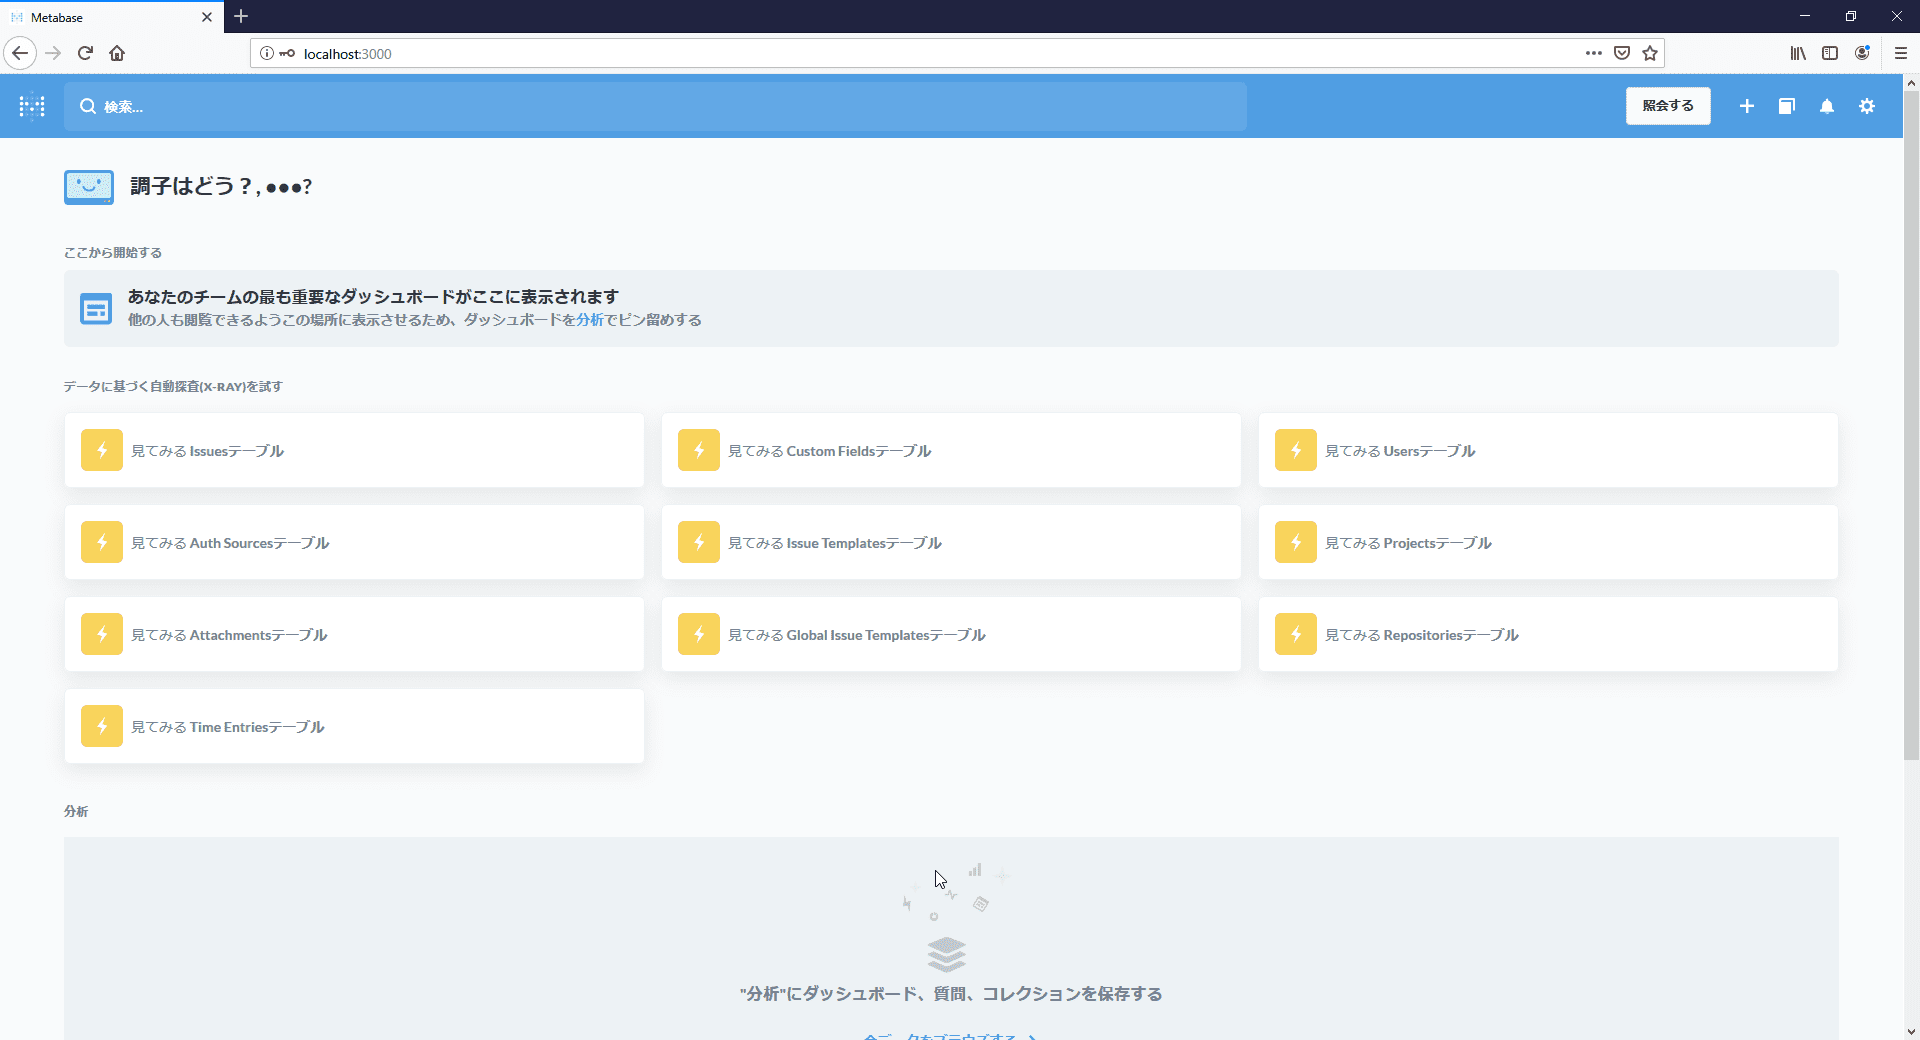 Metabase
localhost:3000
検索...
照会する
調子はどう？, ●●●?
ここから開始する
あなたのチームの最も重要なダッシュボードがここに表示されます
他の人も閲覧できるようこの場所に表示させるため、ダッシュボードを分析でピン留めする
データに基づく自動探査(X-RAY)を試す
見てみる Issuesテーブル
見てみる Custom Fieldsテーブル
見てみる Usersテーブル
見てみる Auth Sourcesテーブル
見てみる Issue Templatesテーブル
見てみる Projectsテーブル
見てみる Attachmentsテーブル
見てみる Global Issue Templatesテーブル
見てみる Repositoriesテーブル
見てみる Time Entriesテーブル
分析
"分析"にダッシュボード、質問、コレクションを保存する
全データをブラウズする